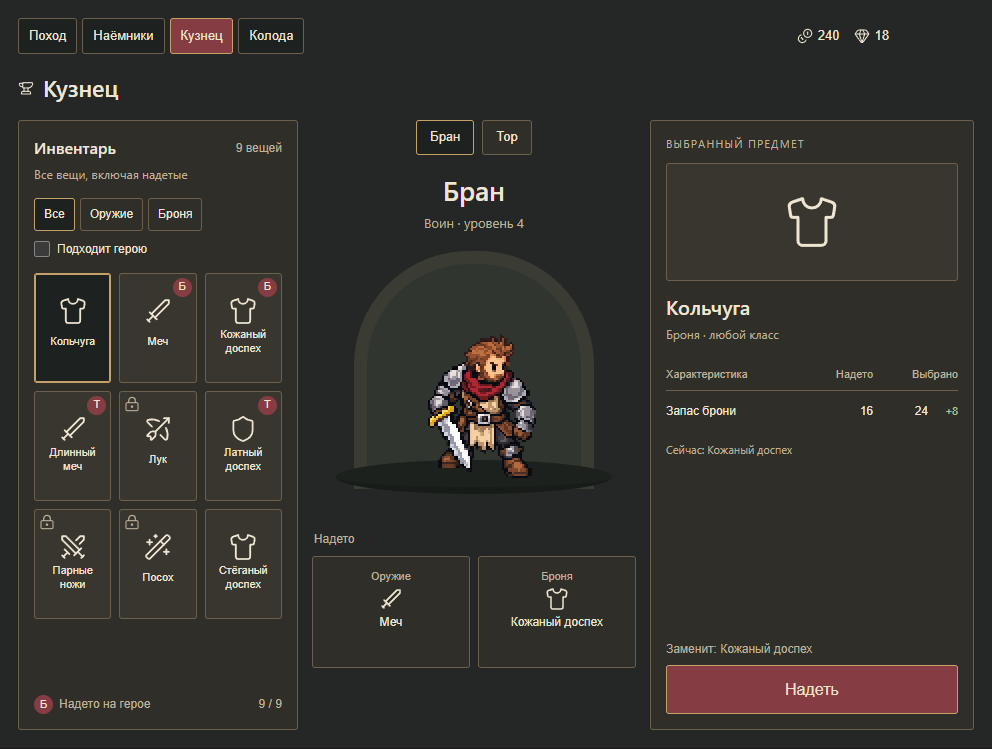 Поход Наёмники Кузнец Колода 240 18
Кузнец
Инвентарь 9 вещей
Все вещи, включая надетые
Все Оружие Броня
Подходит герою
Кольчуга
Б
Меч
Б
Кожаный
доспех
Т
Длинный
меч
Лук
Т
Латный
доспех
Парные
ножи
Посох
Стёганый
доспех
Б Надето на герое 9 / 9
Бран Тор
Бран
Воин · уровень 4
Надето
Оружие
Меч
Броня
Кожаный доспех
ВЫБРАННЫЙ ПРЕДМЕТ
Кольчуга
Броня · любой класс
Характеристика Надето Выбрано
Запас брони 16 24 +8
Сейчас: Кожаный доспех
Заменит: Кожаный доспех
Надеть